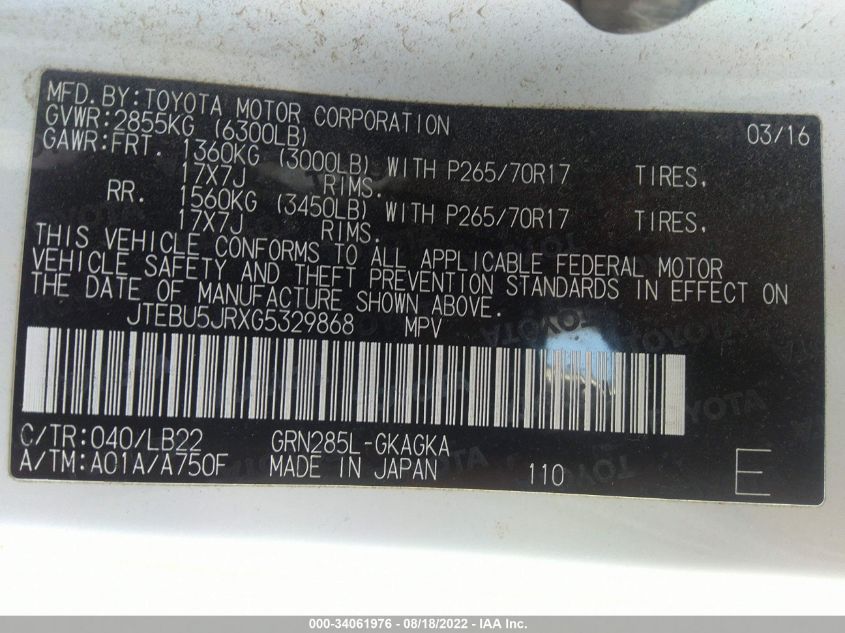 MFD.BY:TOYOTA MOTOR CORPORATION 03/16
GVWR:2855KG (6300LB)
GAWR:FRT. 1360KG (3000LB) WITH P265/70R17 TIRES,
17X7J RIMS.
RR. 1560KG (3450LB) WITH P265/70R17 TIRES,
17X7J RIMS.
THIS VEHICLE CONFORMS TO ALL APPLICABLE FEDERAL MOTOR
VEHICLE SAFETY AND THEFT PREVENTION STANDARDS IN EFFECT ON
THE DATE OF MANUFACTURE SHOWN ABOVE.
JTEBU5JRXG5329868 MPV
C/TR:040/LB22 GRN285L-GKAGKA
A/TM:A01A/A750F MADE IN JAPAN 110 E
000-34061976 | 08/18/2022 | IAA Inc.